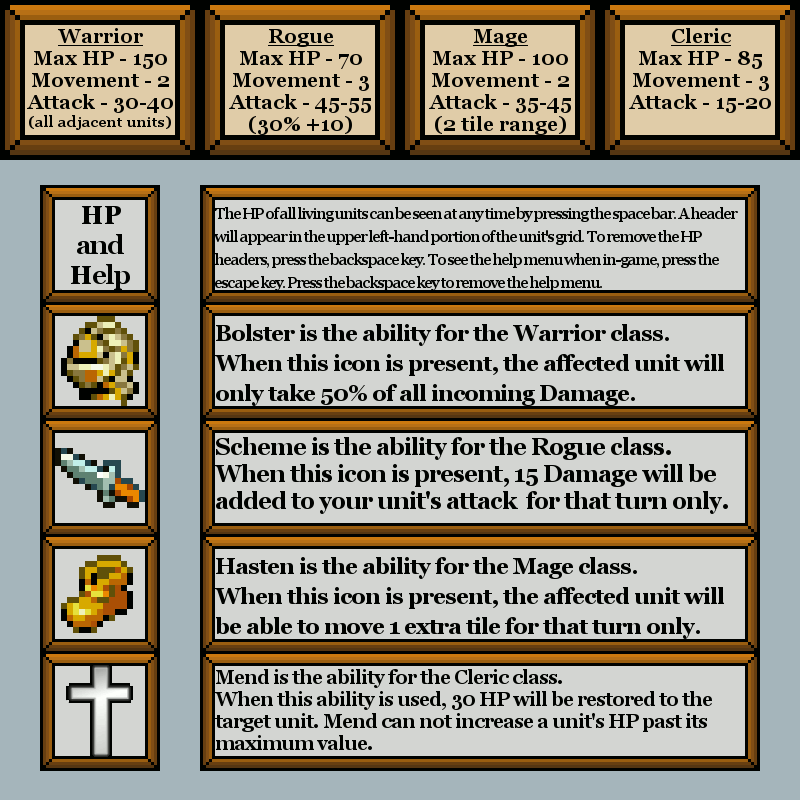 Warrior
Max HP - 150
Movement - 2
Attack - 30-40
(all adjacent units)
Rogue
Max HP - 70
Movement - 3
Attack - 45-55
(30% +10)
Mage
Max HP - 100
Movement - 2
Attack - 35-45
(2 tile range)
Cleric
Max HP - 85
Movement - 3
Attack - 15-20
HP
and
Help
The HP of all living units can be seen at any time by pressing the space bar. A header
will appear in the upper left-hand portion of the unit's grid. To remove the HP
headers, press the backspace key. To see the help menu when in-game, press the
escape key. Press the backspace key to remove the help menu.
Bolster is the ability for the Warrior class.
When this icon is present, the affected unit will
only take 50% of all incoming Damage.
Scheme is the ability for the Rogue class.
When this icon is present, 15 Damage will be
added to your unit's attack for that turn only.
Hasten is the ability for the Mage class.
When this icon is present, the affected unit will
be able to move 1 extra tile for that turn only.
Mend is the ability for the Cleric class.
When this ability is used, 30 HP will be restored to the
target unit. Mend can not increase a unit's HP past its
maximum value.